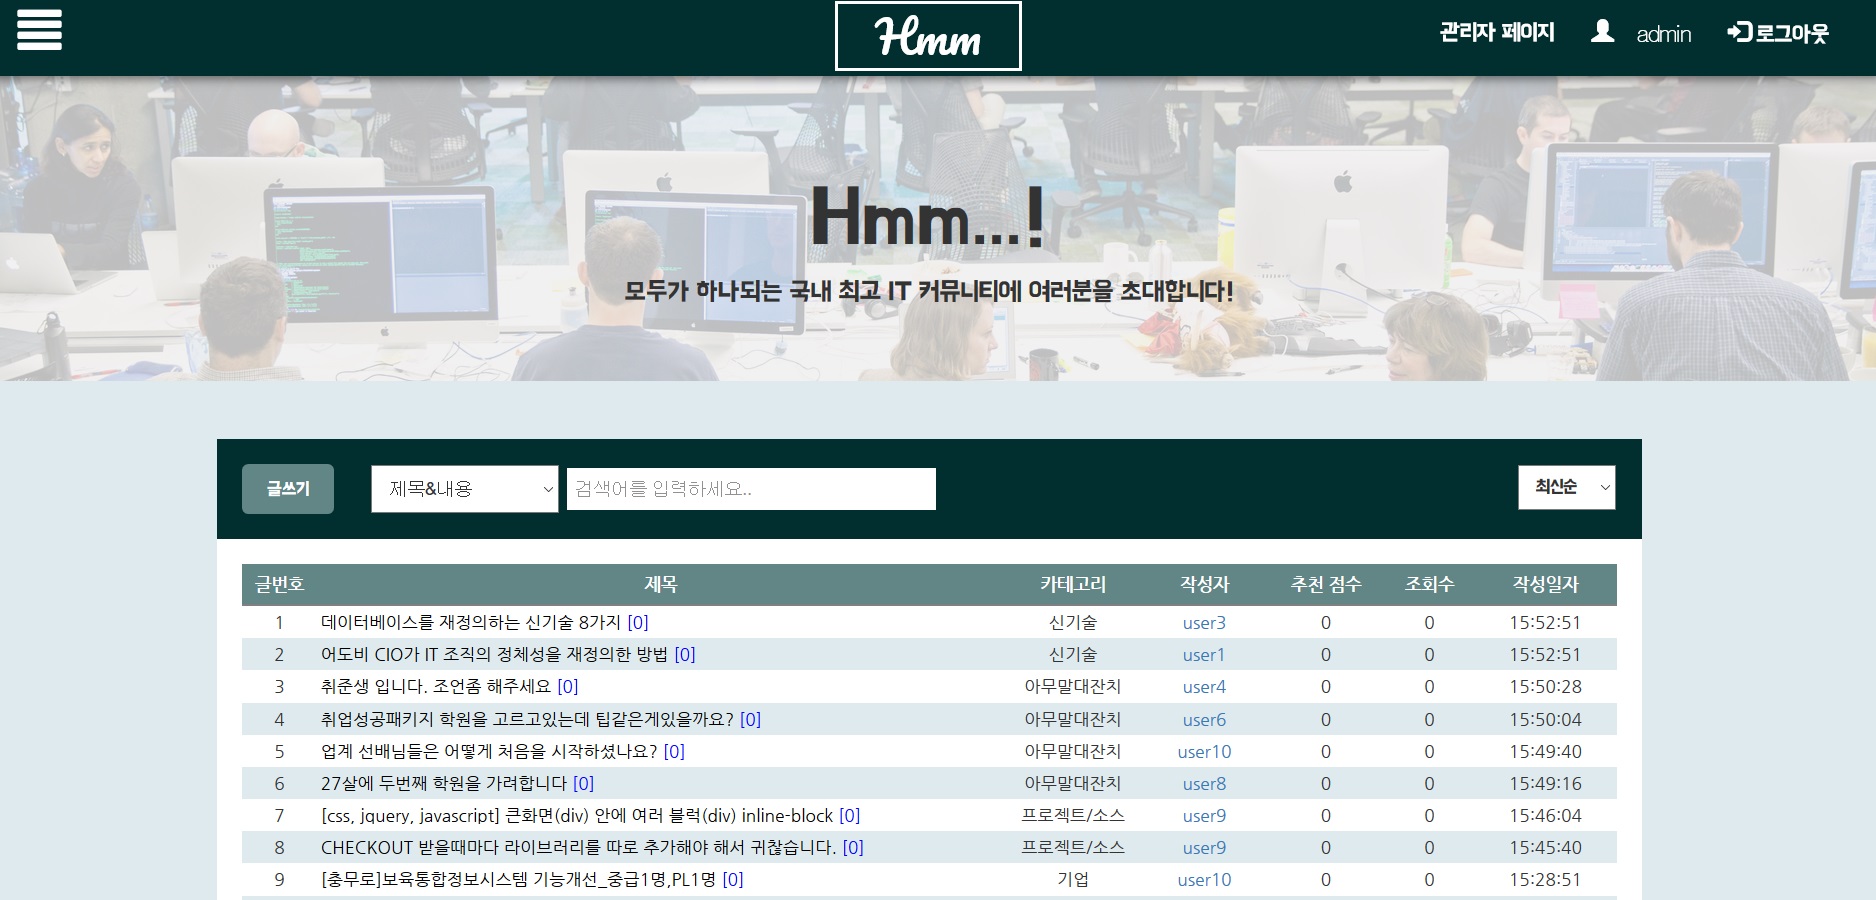 Hmm
관리자 페이지 admin 로그아웃
Hmm...!
모두가 하나되는 국내 최고 IT 커뮤니티에 여러분을 초대합니다!
글쓰기 제목&내용 검색어를 입력하세요.. 최신순
글번호 제목 카테고리 작성자 추천 점수 조회수 작성일자
1 데이터베이스를 재정의하는 신기술 8가지 [0] 신기술 user3 0 0 15:52:51
2 어도비 CIO가 IT 조직의 정체성을 재정의한 방법 [0] 신기술 user1 0 0 15:52:51
3 취준생 입니다. 조언좀 해주세요 [0] 아무말대잔치 user4 0 0 15:50:28
4 취업성공패키지 학원을 고르고있는데 팁같은게있을까요? [0] 아무말대잔치 user6 0 0 15:50:04
5 업계 선배님들은 어떻게 처음을 시작하셨나요? [0] 아무말대잔치 user10 0 0 15:49:40
6 27살에 두번째 학원을 가려합니다 [0] 아무말대잔치 user8 0 0 15:49:16
7 [css, jquery, javascript] 큰화면(div) 안에 여러 블럭(div) inline-block [0] 프로젝트/소스 user9 0 0 15:46:04
8 CHECKOUT 받을때마다 라이브러리를 따로 추가해야 해서 귀찮습니다. [0] 프로젝트/소스 user9 0 0 15:45:40
9 [충무로]보육통합정보시스템 기능개선_중급1명,PL1명 [0] 기업 user10 0 0 15:28:51